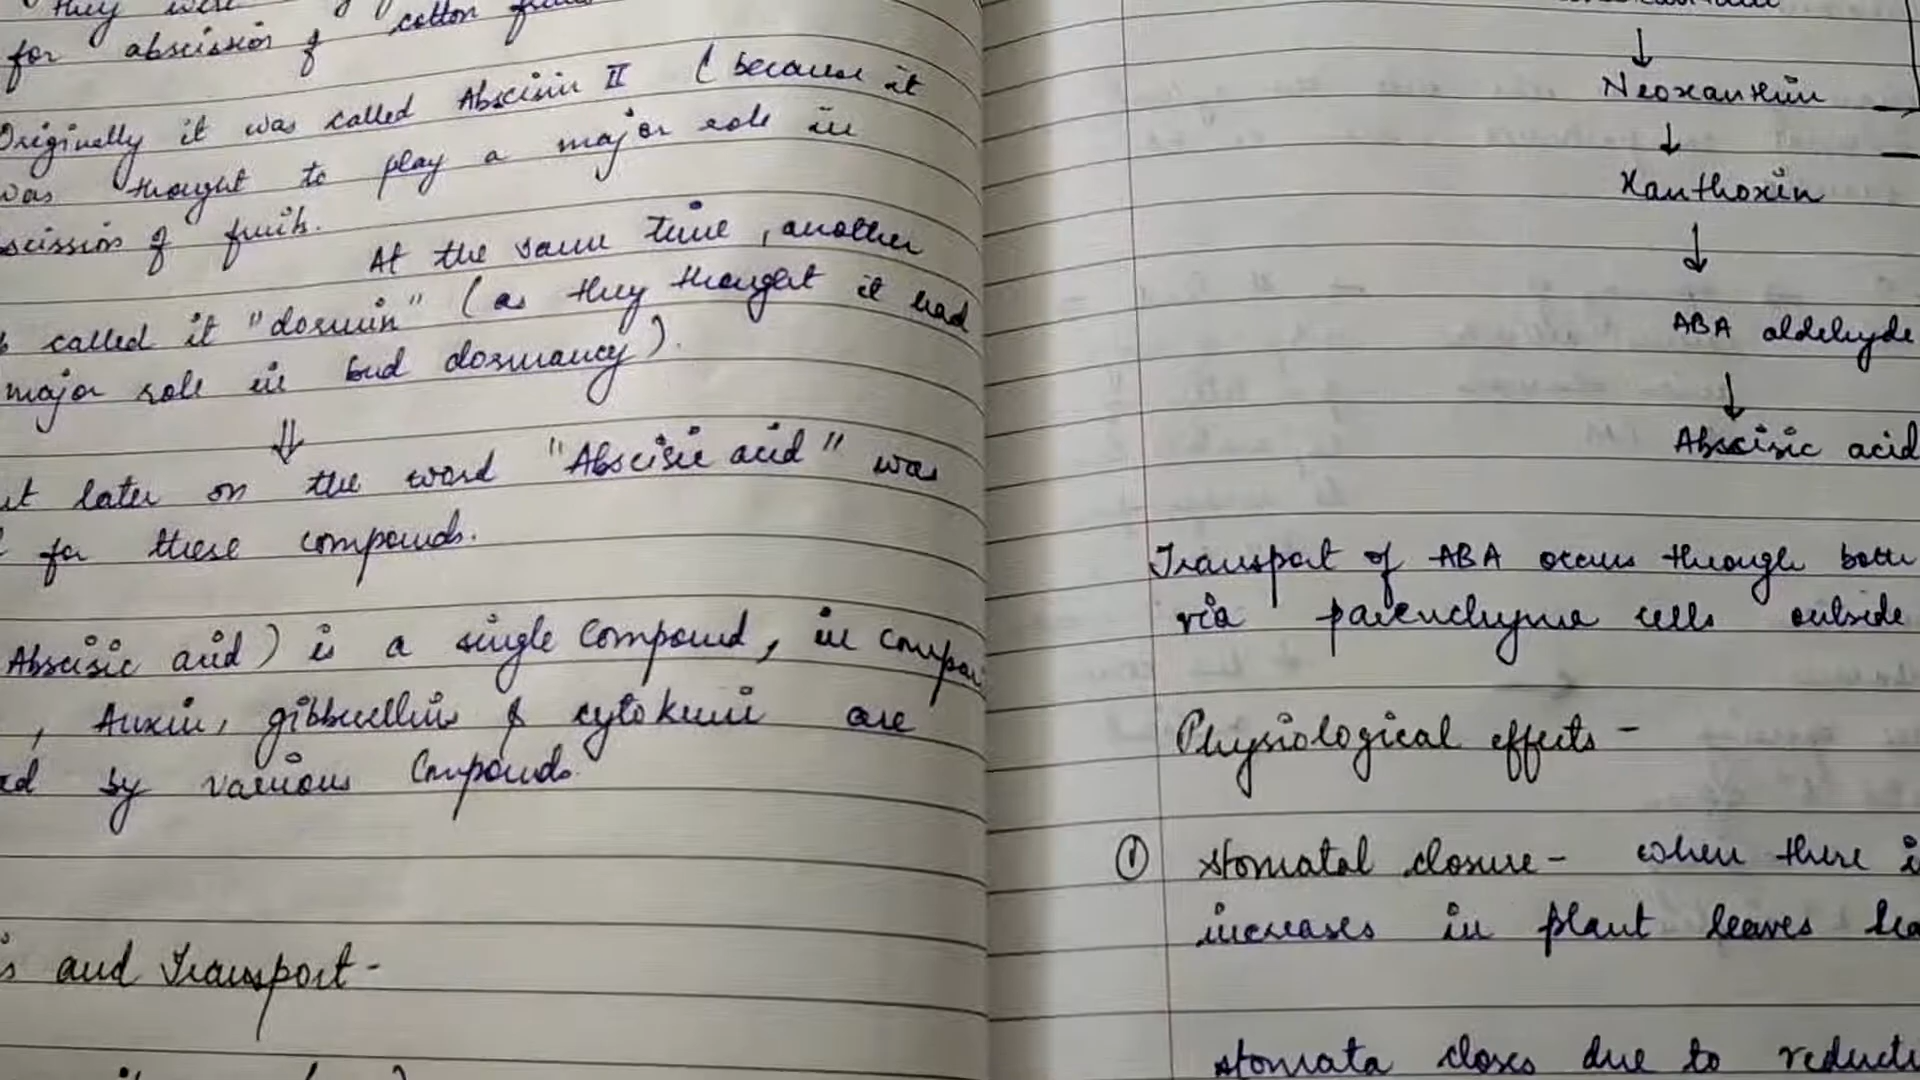 they were
for abscission of cotton
Originally it was called Abscisin II (because it
was thought to play a major role in
scission of fruits.
At the same time, another
called it "dormin" (as they thought it had
major role in bud dormancy).
⇓
later on the word "Abscisic acid" was
for these compounds.
Abscisic acid) is a single compound, in compar
, Auxin, gibberellins & cytokinin are
ed by various compounds.
s and Transport -
↓
Neoxanthin
↓
Xanthoxin
↓
ABA aldehyde
↓
Abscisic acid
Transport of ABA occurs through both
via parenchyma cells outside
Physiological effects -
① stomatal closure - when there i
increases in plant leaves
stomata closes due to reducti